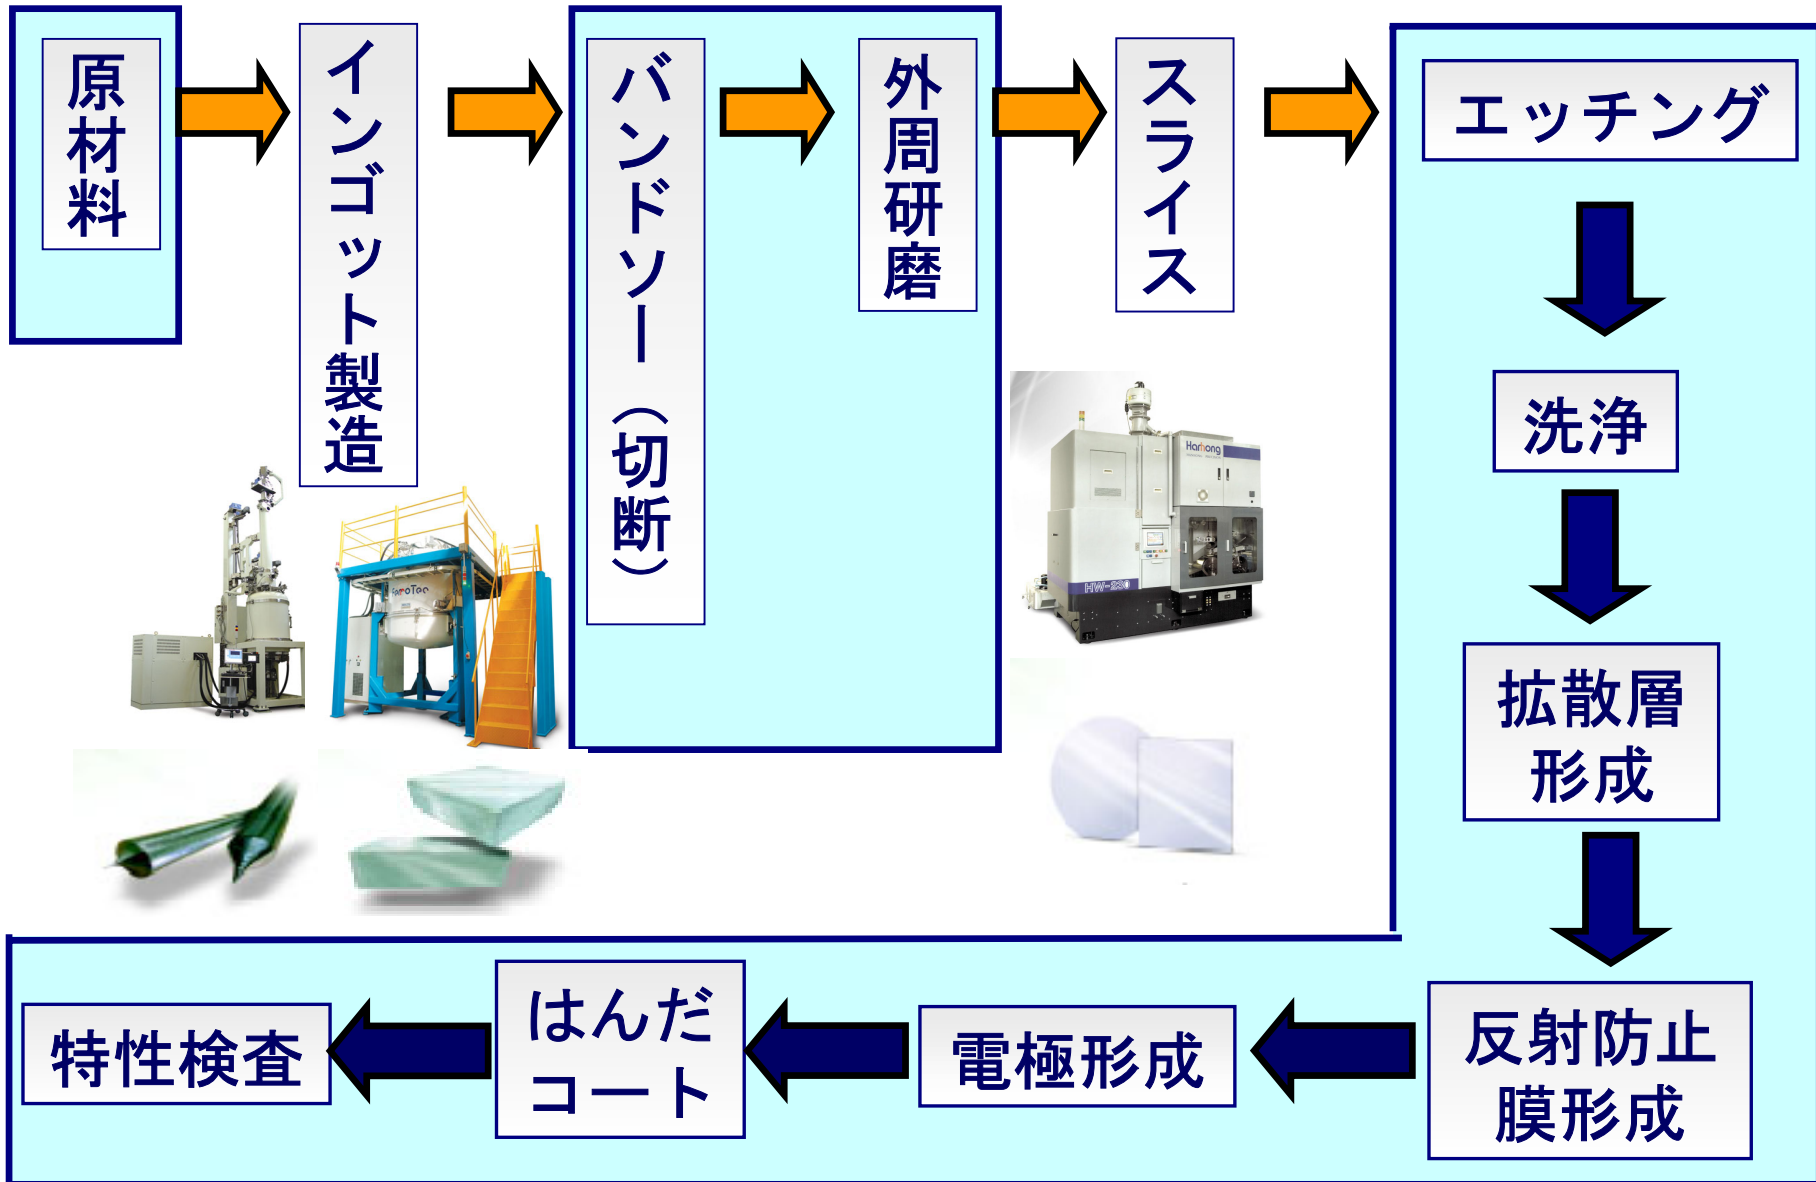 原材料
インゴット製造
バンドソー（切断）
外周研磨
スライス
エッチング
洗浄
拡散層
形成
反射防止
膜形成
電極形成
はんだ
コート
特性検査
Harhong
HW-230